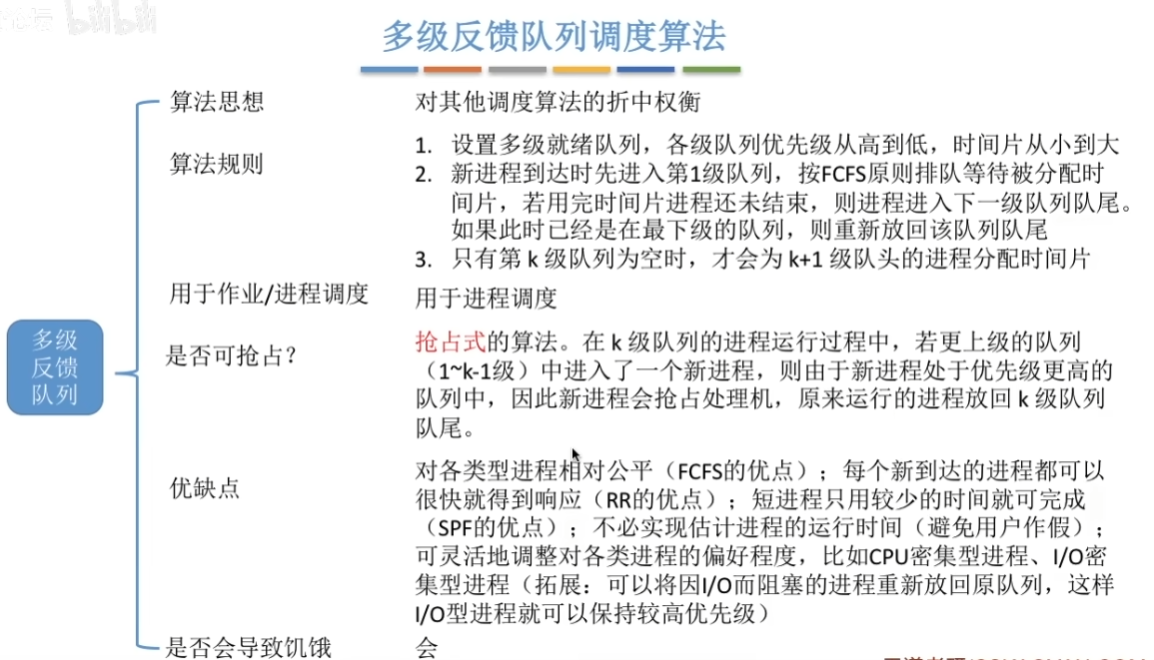 bilibili
多级反馈队列调度算法
算法思想
对其他调度算法的折中权衡
算法规则
1. 设置多级就绪队列，各级队列优先级从高到低，时间片从小到大
2. 新进程到达时先进入第1级队列，按FCFS原则排队等待被分配时
间片，若用完时间片进程还未结束，则进程进入下一级队列队尾。
如果此时已经是在最下级的队列，则重新放回该队列队尾
3. 只有第 k 级队列为空时，才会为 k+1 级队头的进程分配时间片
用于作业/进程调度
用于进程调度
多级
反馈
队列
是否可抢占？
抢占式的算法。在 k 级队列的进程运行过程中，若更上级的队列
（1~k-1级）中进入了一个新进程，则由于新进程处于优先级更高的
队列中，因此新进程会抢占处理机，原来运行的进程放回 k 级队列
队尾。
优缺点
对各类型进程相对公平（FCFS的优点）；每个新到达的进程都可以
很快就得到响应（RR的优点）；短进程只用较少的时间就可完成
（SPF的优点）；不必实现估计进程的运行时间（避免用户作假）；
可灵活地调整对各类进程的偏好程度，比如CPU密集型进程、I/O密
集型进程（拓展：可以将因I/O而阻塞的进程重新放回原队列，这样
I/O型进程就可以保持较高优先级）
是否会导致饥饿
会